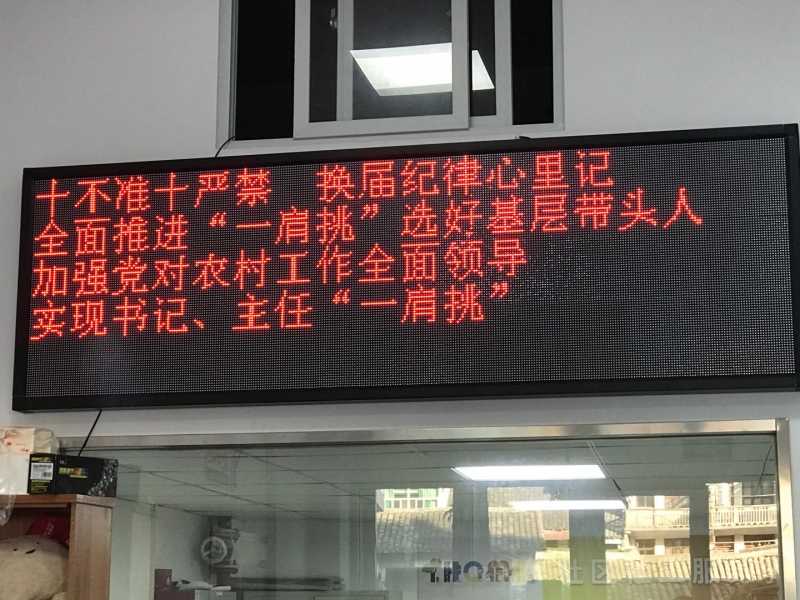 十不准十严禁　换届纪律心里记
全面推进“一肩挑”选好基层带头人
加强党对农村工作全面领导
实现书记、主任“一肩挑”